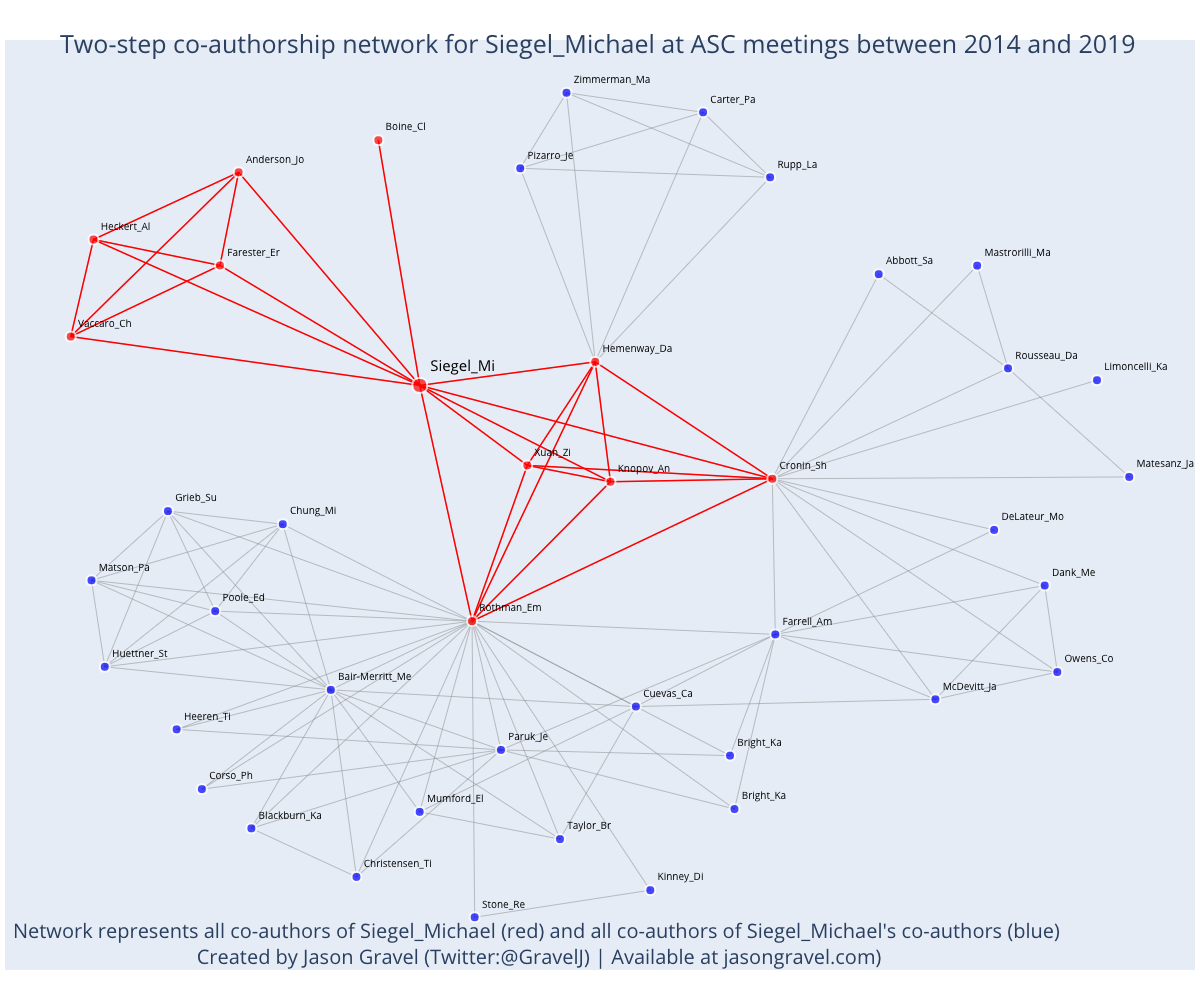 Two-step co-authorship network for Siegel_Michael at ASC meetings between 2014 and 2019
Zimmerman_Ma
Carter_Pa
Boine_Cl
Pizarro_Je
Anderson_Jo
Rupp_La
Heckert_Al
Farester_Er
Mastrorilli_Ma
Abbott_Sa
Vaccaro_Ch
Hemenway_Da
Rousseau_Da
Siegel_Mi
Limoncelli_Ka
Xuan_Zi
Knopov_An
Cronin_Sh
Matesanz_Ja
Grieb_Su
Chung_Mi
DeLateur_Mo
Matson_Pa
Dank_Me
Poole_Ed
Rothman_Em
Farrell_Am
Huettner_St
Owens_Co
Bair-Merritt_Me
McDevitt_Ja
Cuevas_Ca
Heeren_Ti
Paruk_Je
Bright_Ka
Corso_Ph
Mumford_El
Bright_Ka
Blackburn_Ka
Taylor_Br
Christensen_Ti
Kinney_Di
Stone_Re
Network represents all co-authors of Siegel_Michael (red) and all co-authors of Siegel_Michael's co-authors (blue)
Created by Jason Gravel (Twitter:@GravelJ) | Available at jasongravel.com)